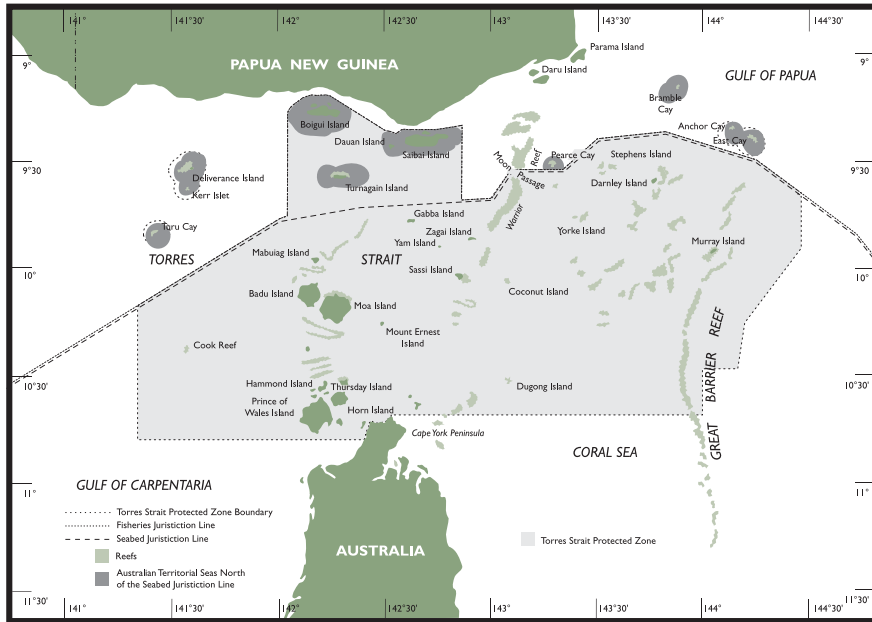 141°
141°30
142°
142°30
143°
143°30
144°
144°30
Parama Island
9°
PAPUA NEW GUINEA
Daru Island
9°
GULF OF PAPUA
Bramble
Cay
Boigui Island
Anchor Cay
East Cay
Dauan Island
Saibai Island
Moon
Passage
Reef
Pearce Cay
Stephens Island
9°30
9°30
Deliverance Island
Kerr Islet
Turnagain Island
Darnley Island
Warrior
Gabba Island
Toru Cay
Zagai Island
Yam Island
Yorke Island
Murray Island
Mabuiag Island
TORRES
STRAIT
10°
10°
Sassi Island
Badu Island
Moa Island
Coconut Island
Mount Ernest
Island
Cook Reef
GREAT BARRIER REEF
10°30
10°30
Hammond Island
Thursday Island
Dugong Island
Prince of
Wales Island
Horn Island
Cape York Peninsula
CORAL SEA
GULF OF CARPENTARIA
11°
11°
Torres Strait Protected Zone Boundary
Fisheries Juristiction Line
Seabed Juristiction Line
Reefs
Australian Territorial Seas North
of the Seabed Juristiction Line
AUSTRALIA
Torres Strait Protected Zone
11°30
11°30
141°
141°30
142°
142°30
143°
143°30
144°
144°30